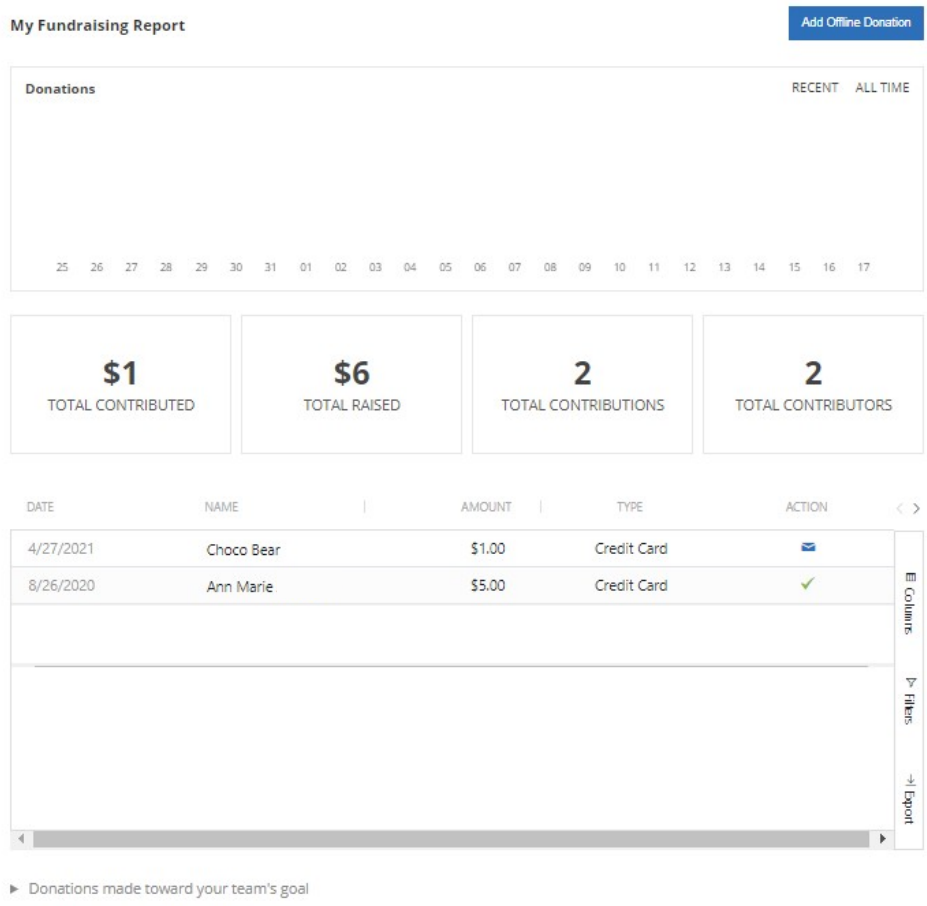 My Fundraising Report
Add Offline Donation
Donations
RECENT ALL TIME
25 26 27 28 29 30 31 01 02 03 04 05 06 07 08 09 10 11 12 13 14 15 16 17
$1
TOTAL CONTRIBUTED
$6
TOTAL RAISED
2
TOTAL CONTRIBUTIONS
2
TOTAL CONTRIBUTORS
DATE NAME AMOUNT TYPE ACTION
4/27/2021 Choco Bear $1.00 Credit Card
8/26/2020 Ann Marie $5.00 Credit Card
Columns
Filters
Export
Donations made toward your team's goal